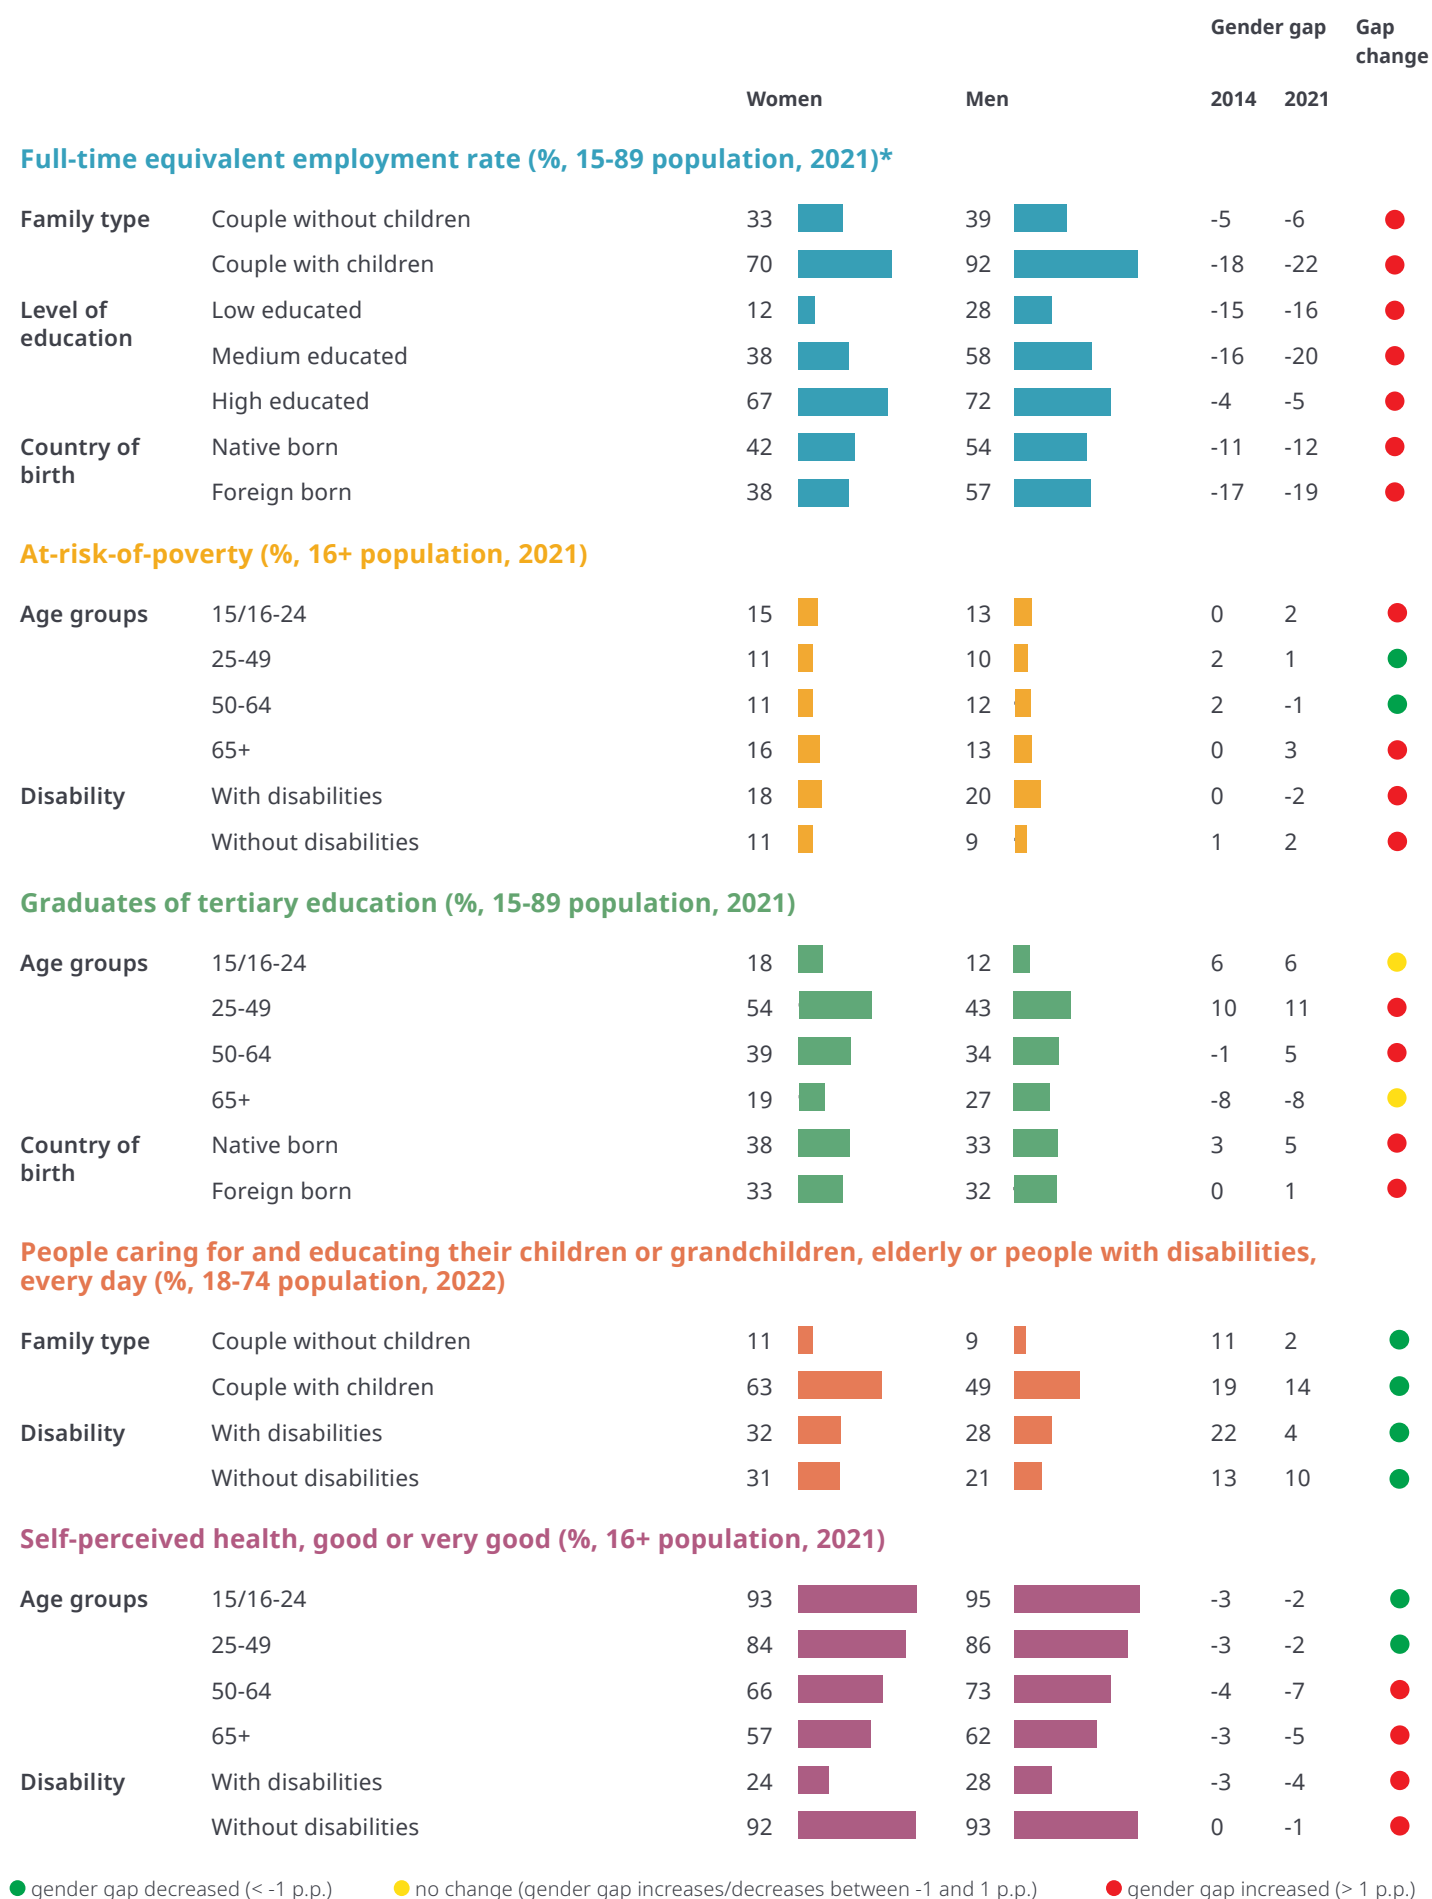 Gender gap Gap
change
Women Men 2014 2021
Full-time equivalent employment rate (%, 15-89 population, 2021)*
Family type Couple without children 33 39 -5 -6
Couple with children 70 92 -18 -22
Level of education Low educated 12 28 -15 -16
Medium educated 38 58 -16 -20
High educated 67 72 -4 -5
Country of birth Native born 42 54 -11 -12
Foreign born 38 57 -17 -19
At-risk-of-poverty (%, 16+ population, 2021)
Age groups 15/16-24 15 13 0 2
25-49 11 10 2 1
50-64 11 12 2 -1
65+ 16 13 0 3
Disability With disabilities 18 20 0 -2
Without disabilities 11 9 1 2
Graduates of tertiary education (%, 15-89 population, 2021)
Age groups 15/16-24 18 12 6 6
25-49 54 43 10 11
50-64 39 34 -1 5
65+ 19 27 -8 -8
Country of birth Native born 38 33 3 5
Foreign born 33 32 0 1
People caring for and educating their children or grandchildren, elderly or people with disabilities,
every day (%, 18-74 population, 2022)
Family type Couple without children 11 9 11 2
Couple with children 63 49 19 14
Disability With disabilities 32 28 22 4
Without disabilities 31 21 13 10
Self-perceived health, good or very good (%, 16+ population, 2021)
Age groups 15/16-24 93 95 -3 -2
25-49 84 86 -3 -2
50-64 66 73 -4 -7
65+ 57 62 -3 -5
Disability With disabilities 24 28 -3 -4
Without disabilities 92 93 0 -1
gender gap decreased (< -1 p.p.) no change (gender gap increases/decreases between -1 and 1 p.p.) gender gap increased (> 1 p.p.)